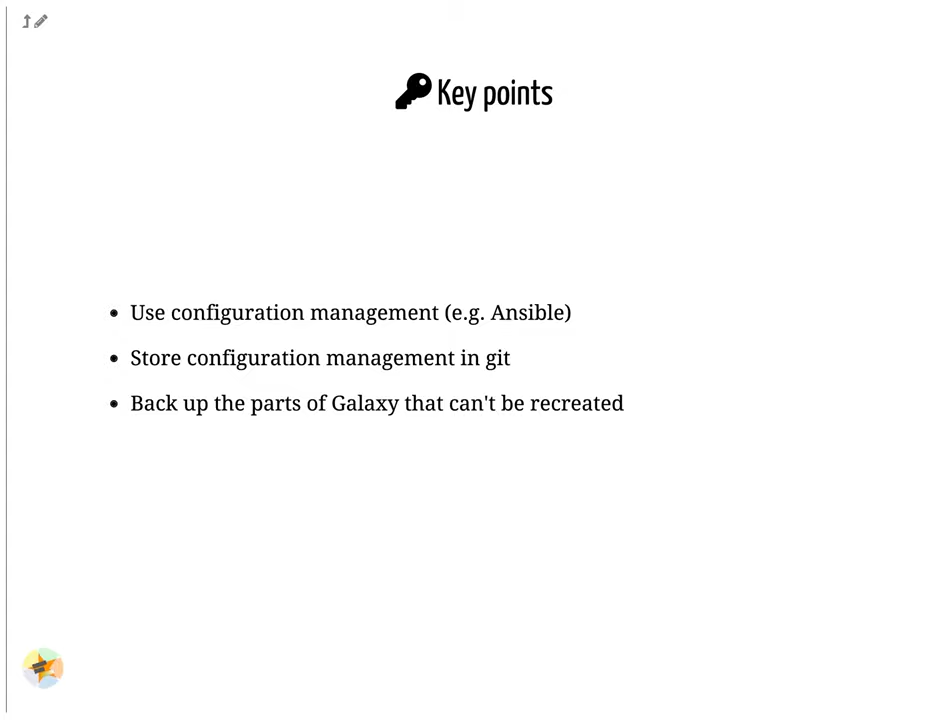 Key points
Use configuration management (e.g. Ansible)
Store configuration management in git
Back up the parts of Galaxy that can't be recreated